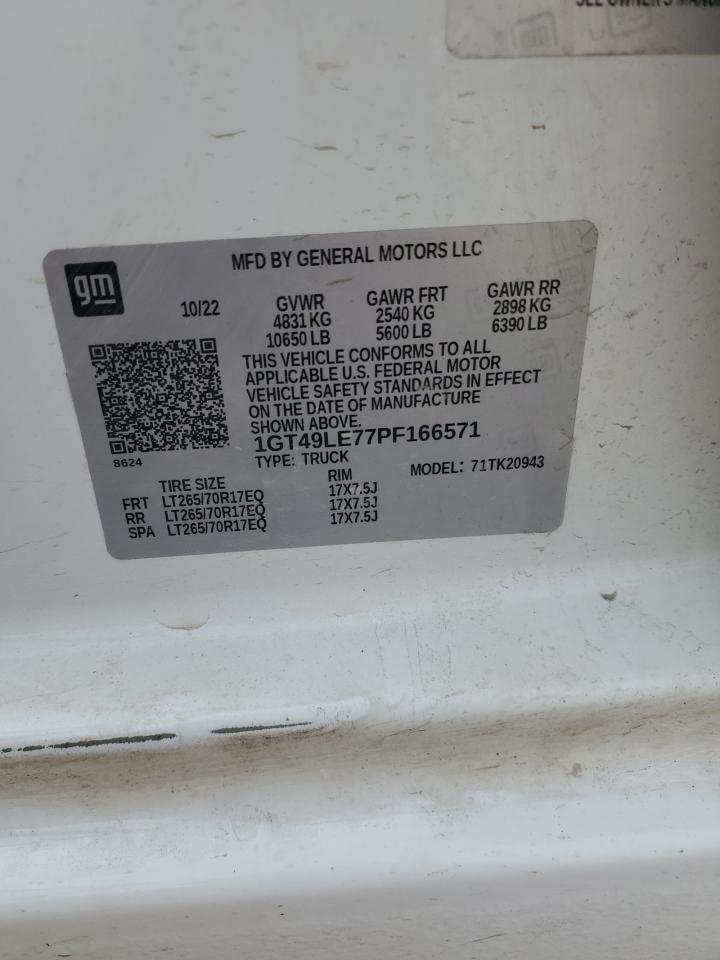 SEE OWNER'S MANUAL
gm
MFD BY GENERAL MOTORS LLC
10/22
GVWR
4831 KG
10650 LB
GAWR FRT
2540 KG
5600 LB
GAWR RR
2898 KG
6390 LB
THIS VEHICLE CONFORMS TO ALL
APPLICABLE U.S. FEDERAL MOTOR
VEHICLE SAFETY STANDARDS IN EFFECT
ON THE DATE OF MANUFACTURE
SHOWN ABOVE.
8624
1GT49LE77PF166571
TYPE: TRUCK
MODEL: 71TK20943
TIRE SIZE RIM
FRT LT265/70R17EQ 17X7.5J
RR LT265/70R17EQ 17X7.5J
SPA LT265/70R17EQ 17X7.5J